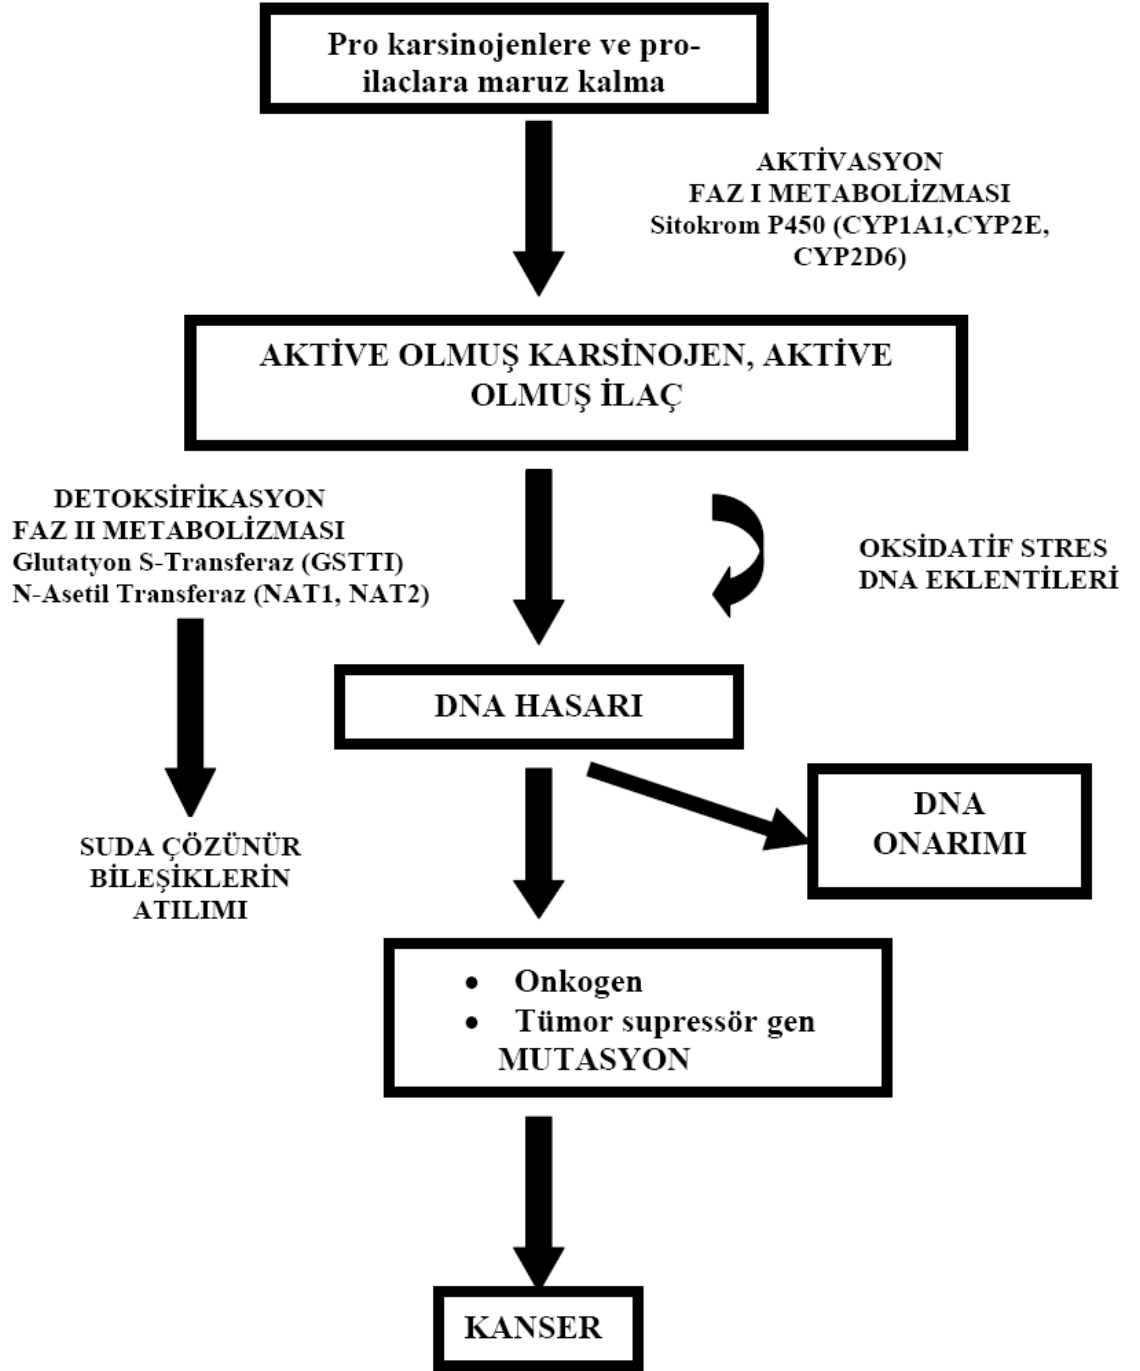 Pro karsinojenlere ve pro-
ilaclara maruz kalma
AKTİVASYON
FAZ I METABOLİZMASI
Sitokrom P450 (CYP1A1,CYP2E,
CYP2D6)
AKTİVE OLMUŞ KARSİNOJEN, AKTİVE
OLMUŞ İLAÇ
DETOKSİFİKASYON
FAZ II METABOLİZMASI
Glutatyon S-Transferaz (GSTTI)
N-Asetil Transferaz (NAT1, NAT2)
OKSİDATİF STRES
DNA EKLENTİLERİ
DNA HASARI
DNA
ONARIMI
SUDA ÇÖZÜNÜR
BİLEŞİKLERİN
ATILIMI
• Onkogen
• Tümor supressör gen
MUTASYON
KANSER